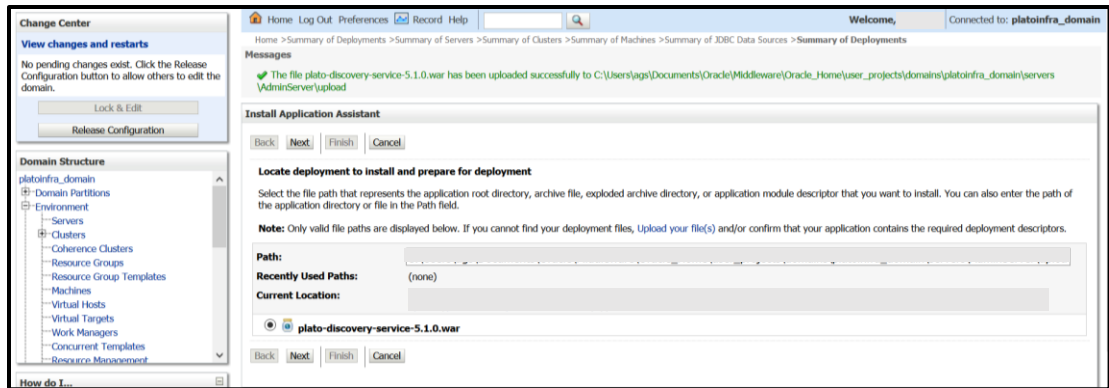 Change Center
View changes and restarts
No pending changes exist. Click the Release
Configuration button to allow others to edit the
domain.
Lock & Edit
Release Configuration
Domain Structure
platoinfra_domain
Domain Partitions
Environment
Servers
Clusters
Coherence Clusters
Resource Groups
Resource Group Templates
Machines
Virtual Hosts
Virtual Targets
Work Managers
Concurrent Templates
Resource Management
How do I...
Home Log Out Preferences Record Help
Welcome,
Connected to: platoinfra_domain
Home >Summary of Deployments >Summary of Servers >Summary of Clusters >Summary of Machines >Summary of JDBC Data Sources >Summary of Deployments
Messages
The file plato-discovery-service-5.1.0.war has been uploaded successfully to C:\Users\ags\Documents\Oracle\Middleware\Oracle_Home\user_projects\domains\platoinfra_domain\servers
\AdminServer\upload
Install Application Assistant
Back Next Finish Cancel
Locate deployment to install and prepare for deployment
Select the file path that represents the application root directory, archive file, exploded archive directory, or application module descriptor that you want to install. You can also enter the path of
the application directory or file in the Path field.
Note: Only valid file paths are displayed below. If you cannot find your deployment files, Upload your file(s) and/or confirm that your application contains the required deployment descriptors.
Path:
Recently Used Paths: (none)
Current Location:
plato-discovery-service-5.1.0.war
Back Next Finish Cancel